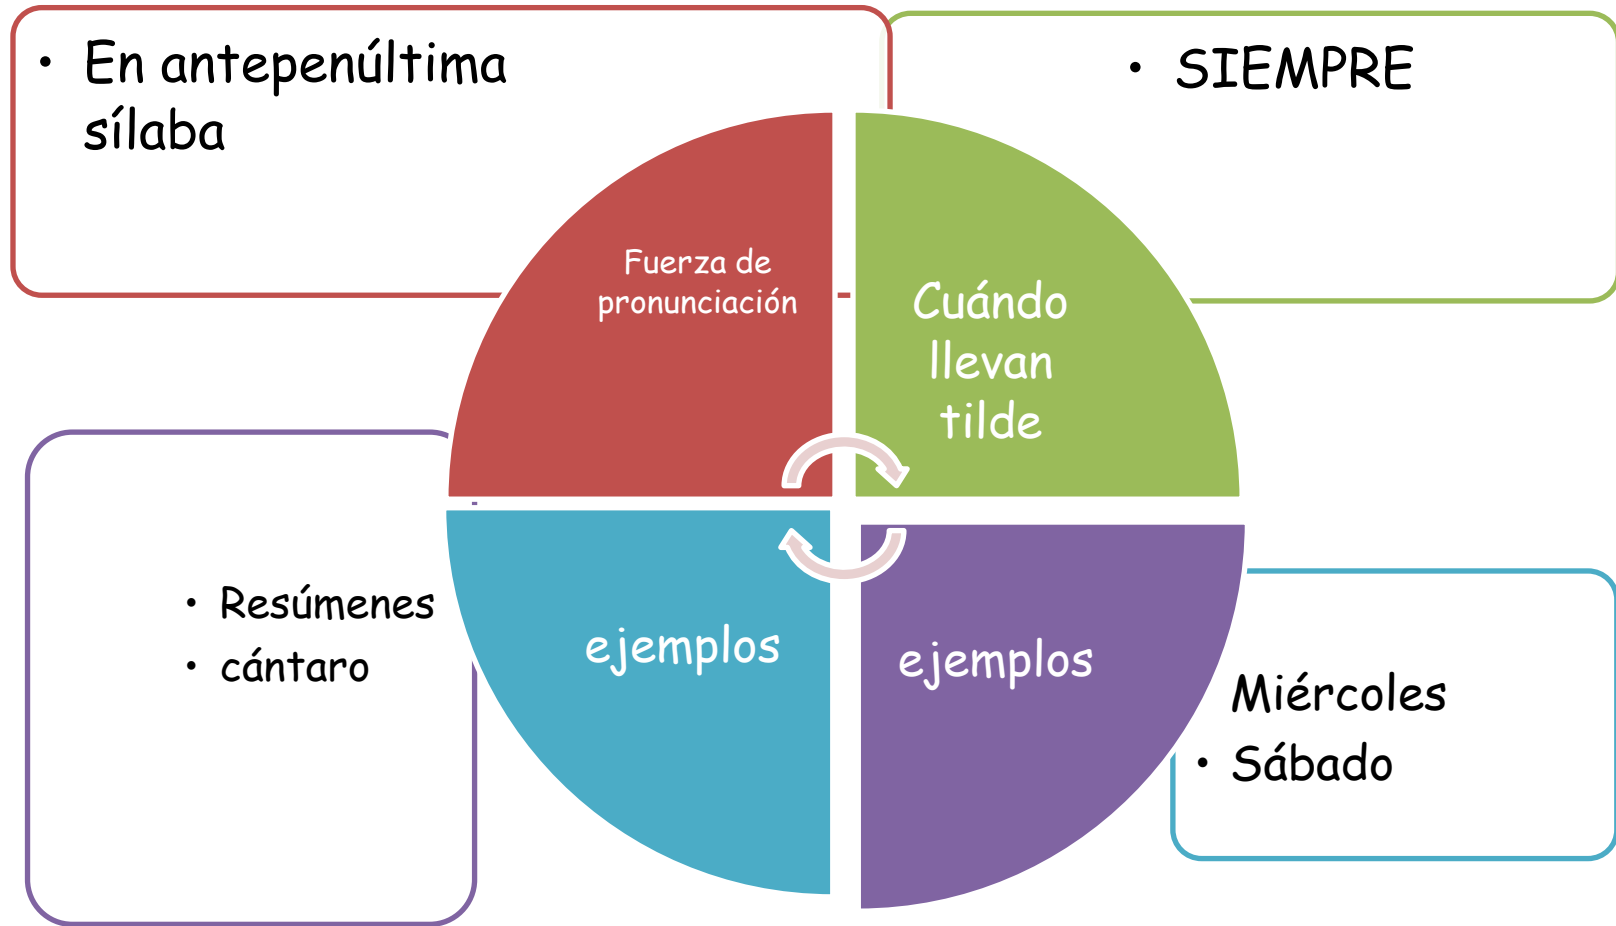 • En antepenúltima
sílaba
• SIEMPRE
Fuerza de
pronunciación
Cuándo
llevan
tilde
• Resúmenes
• cántaro
ejemplos
ejemplos
Miércoles
• Sábado